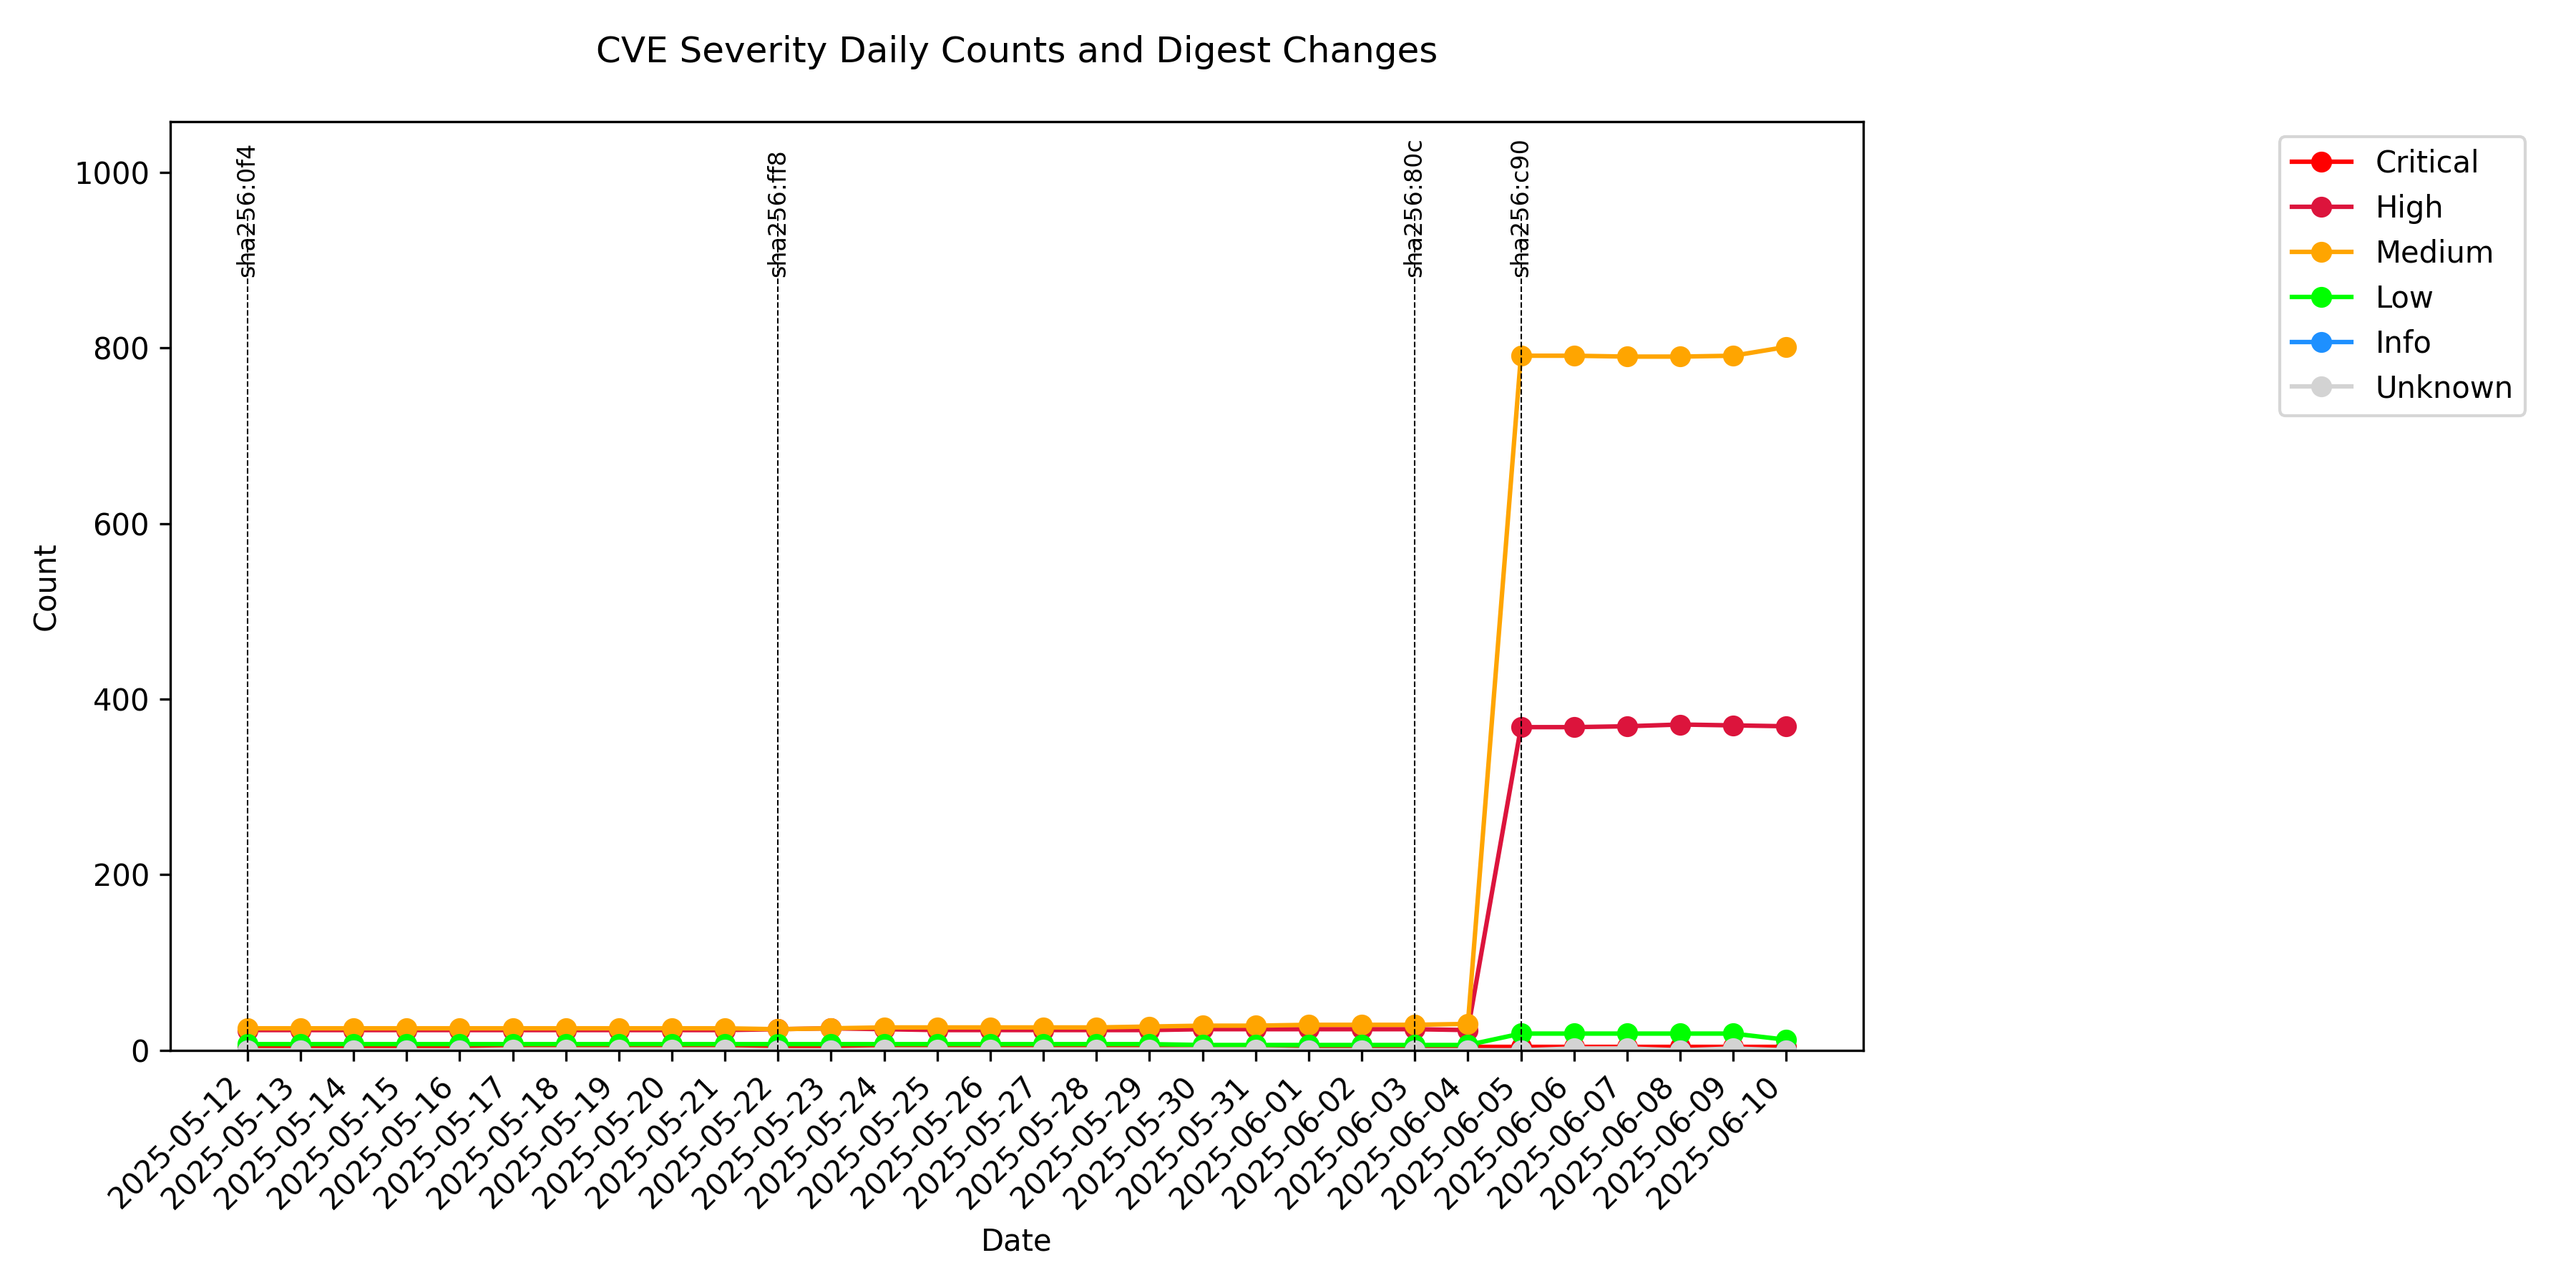 CVE Severity Daily Counts and Digest Changes
sha256:0f4
sha256:ff8
sha256:80c
sha256:c90
Critical
High
Medium
Low
Info
Unknown
1000
800
600
400
200
0
Count
2025-05-12
2025-05-13
2025-05-14
2025-05-15
2025-05-16
2025-05-17
2025-05-18
2025-05-19
2025-05-20
2025-05-21
2025-05-22
2025-05-23
2025-05-24
2025-05-25
2025-05-26
2025-05-27
2025-05-28
2025-05-29
2025-05-30
2025-05-31
2025-06-01
2025-06-02
2025-06-03
2025-06-04
2025-06-05
2025-06-06
2025-06-07
2025-06-08
2025-06-09
2025-06-10
Date